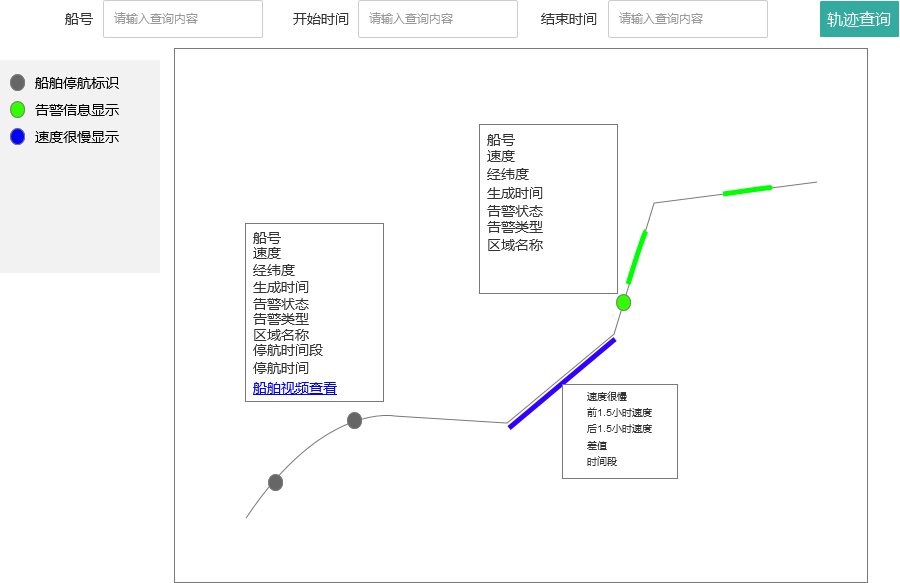 船号 请输入查询内容 开始时间 请输入查询内容 结束时间 请输入查询内容 轨迹查询
船舶停航标识
告警信息显示
速度很慢显示
船号
速度
经纬度
生成时间
告警状态
告警类型
区域名称
船号
速度
经纬度
生成时间
告警状态
告警类型
区域名称
停航时间段
停航时间
船舶视频查看
速度很慢
前1.5小时速度
后1.5小时速度
差值
时间段